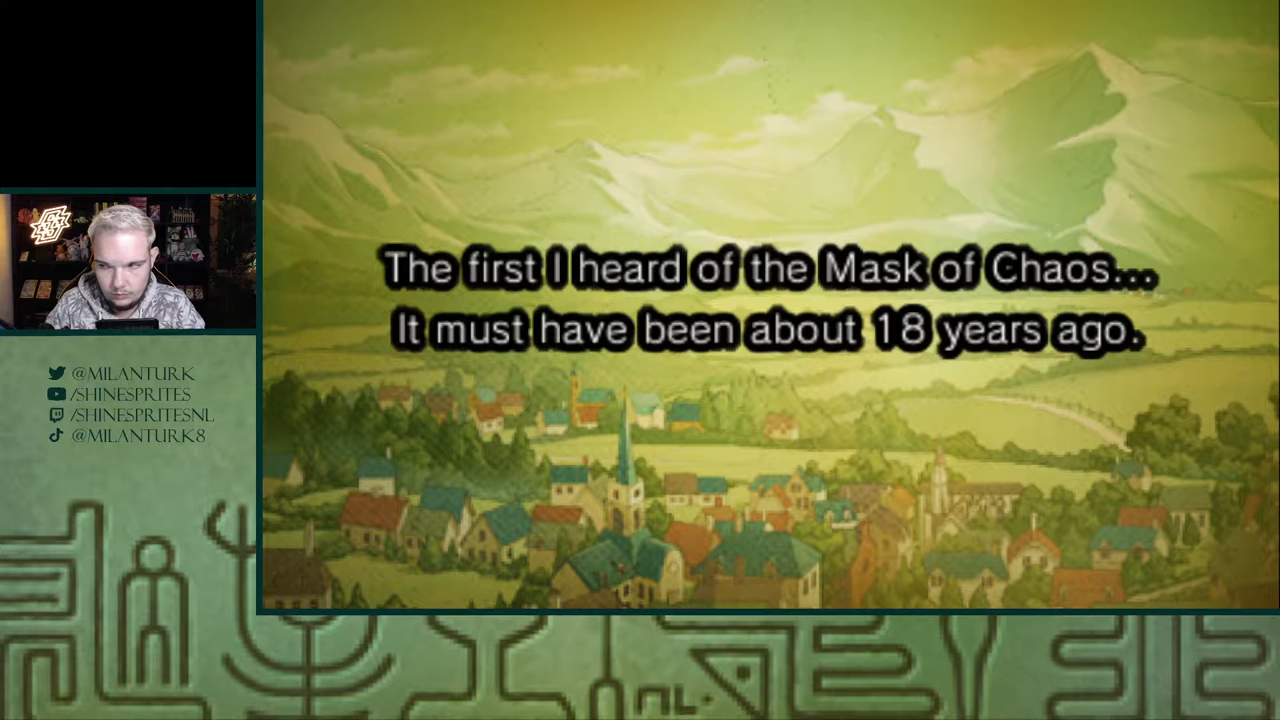 The first I heard of the Mask of Chaos...
It must have been about 18 years ago.
@MILANTURK
/SHINESPRITES
/SHINESPRITESNL
@MILANTURK8